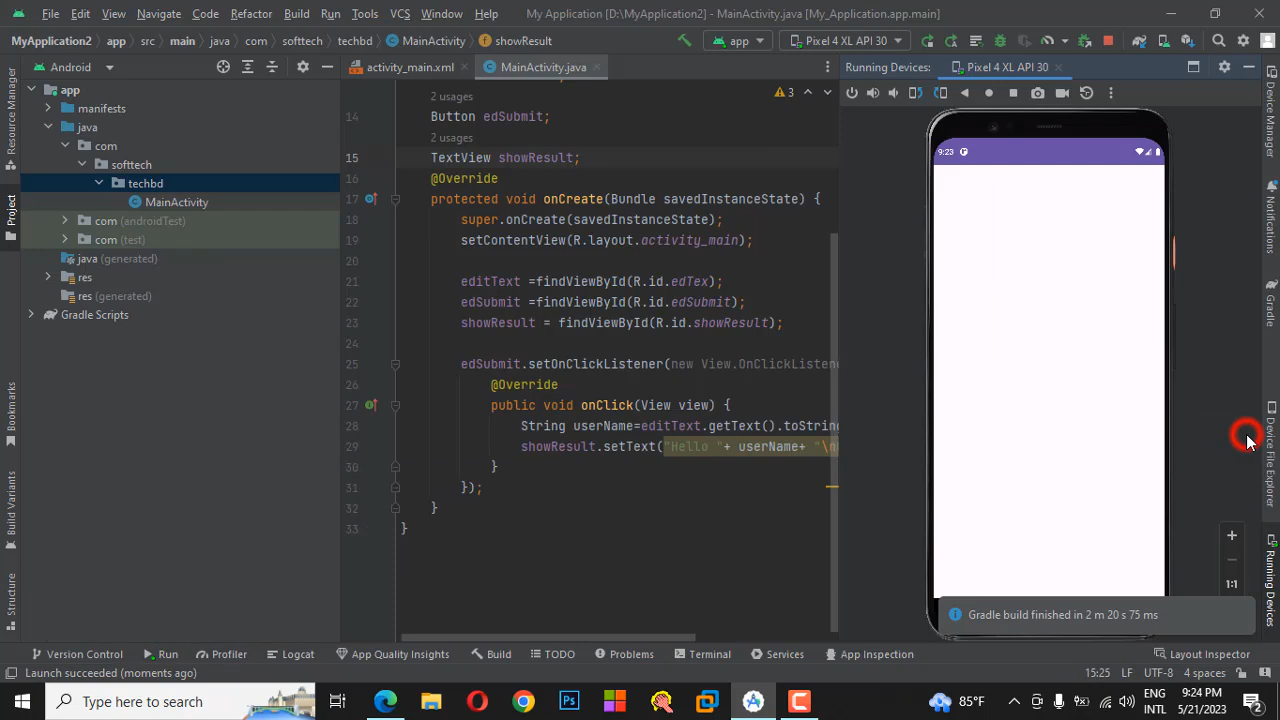 File Edit View Navigate Code Refactor Build Run Tools VCS Window Help My Application [D:\MyApplication2] - MainActivity.java [My_Application.app.main]
MyApplication2 app src main java com softtech techbd MainActivity showResult app Pixel 4 XL API 30
Android
activity_main.xml MainActivity.java
Running Devices: Pixel 4 XL API 30
Resource Manager
Project
Bookmarks
Build Variants
Structure
app
manifests
java
com
softtech
techbd
MainActivity
com (androidTest)
com (test)
java (generated)
res
res (generated)
Gradle Scripts
3
2 usages
14 Button edSubmit;
2 usages
15 TextView showResult;
16 @Override
17 protected void onCreate(Bundle savedInstanceState) {
18 super.onCreate(savedInstanceState);
19 setContentView(R.layout.activity_main);
20
21 editText =findViewById(R.id.edTex);
22 edSubmit =findViewById(R.id.edSubmit);
23 showResult = findViewById(R.id.showResult);
24
25 edSubmit.setOnClickListener(new View.OnClickListene
26 @Override
27 public void onClick(View view) {
28 String userName=editText.getText().toString
29 showResult.setText("Hello "+ userName+ "\n
30 }
31 });
32 }
33 }
9:23
1:1
Gradle build finished in 2 m 20 s 75 ms
Device Manager
Notifications
Gradle
Device File Explorer
Running Devices
Version Control Run Profiler Logcat App Quality Insights Build TODO Problems Terminal Services App Inspection Layout Inspector
Launch succeeded (moments ago) 15:25 LF UTF-8 4 spaces
Type here to search
85°F
ENG
INTL
9:24 PM
5/21/2023
2